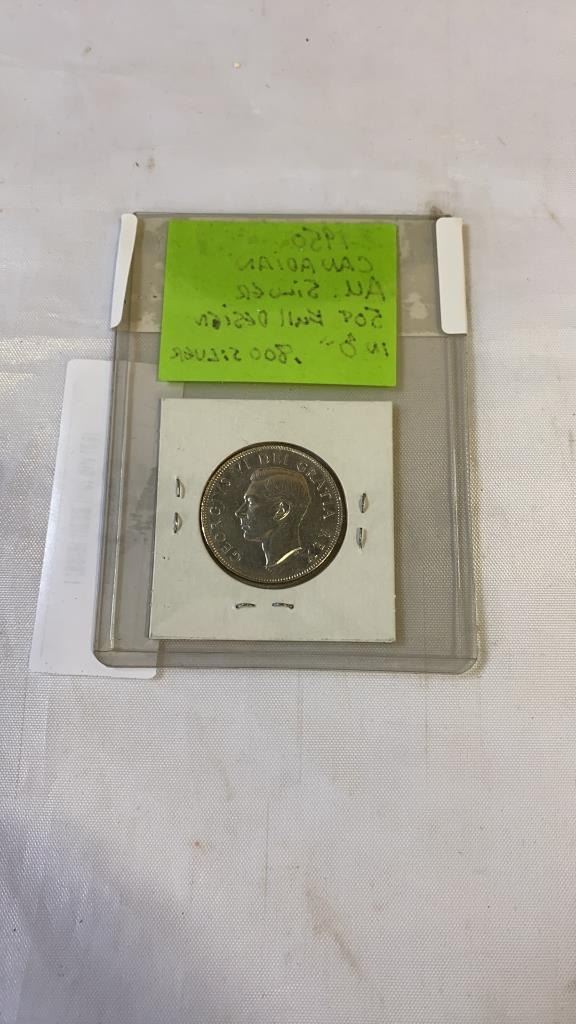 1950
CANADIAN
AU. SILVER
50¢ Full DESIGN
IN 0 .800 SILVER
GEORGIVS VI DEI GRATIA REX